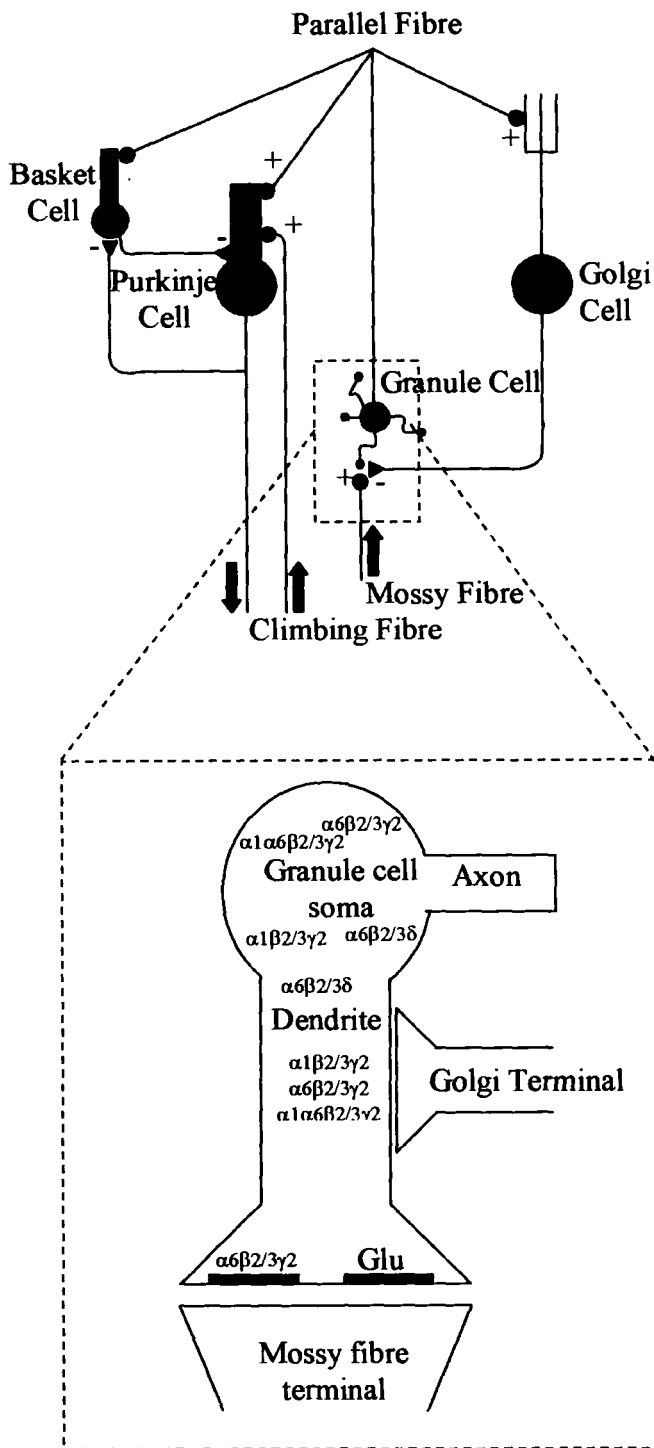 Parallel Fibre
+
+
+
Basket
Cell
-
-
Purkinje
Cell
Golgi
Cell
Granule Cell
+
-
Mossy Fibre
Climbing Fibre
α6β2/3γ2
α1α6β2/3γ2
Granule cell
soma
Axon
α1β2/3γ2
α6β2/3δ
α6β2/3δ
Dendrite
α1β2/3γ2
α6β2/3γ2
α1α6β2/3γ2
Golgi Terminal
α6β2/3γ2
Glu
Mossy fibre
terminal